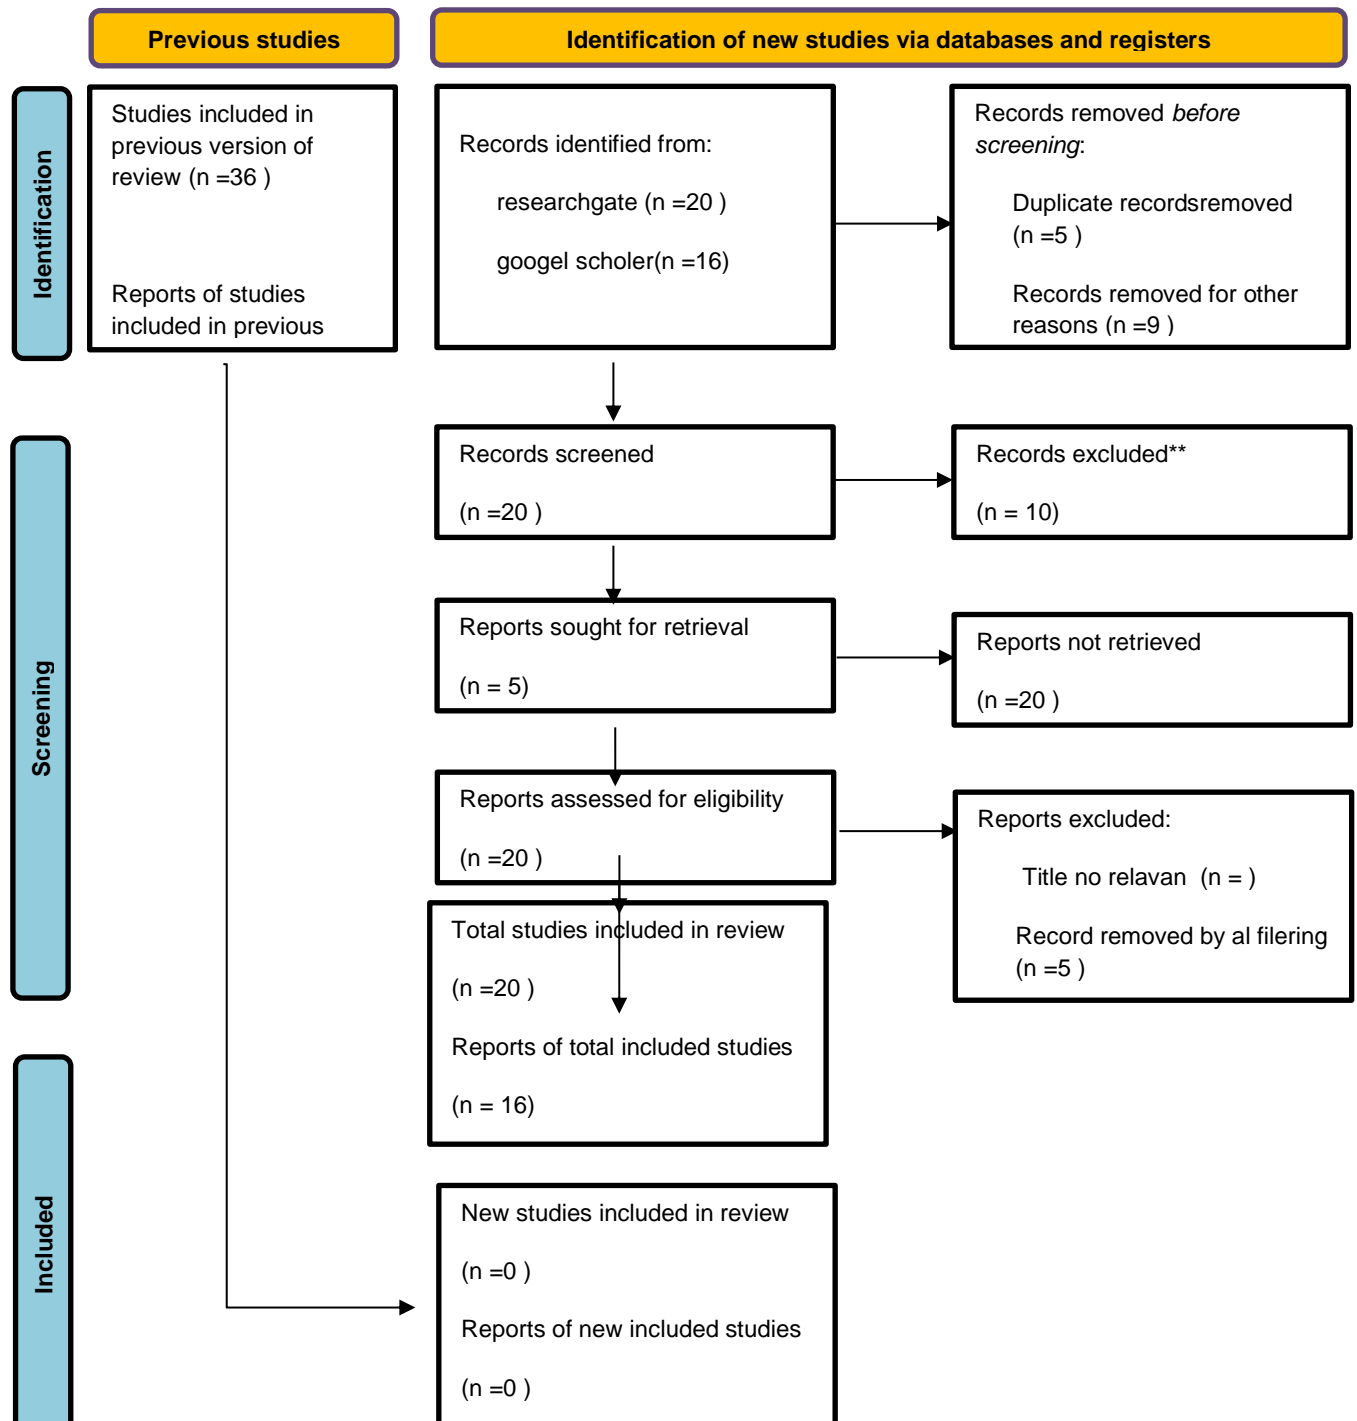 Previous studies
Identification of new studies via databases and registers
Identification
Studies included in
previous version of
review (n =36 )
Reports of studies
included in previous
Records identified from:
researchgate (n =20 )
googel scholer(n =16)
Records removed before
screening:
Duplicate recordsremoved
(n =5 )
Records removed for other
reasons (n =9 )
Screening
Records screened
(n =20 )
Records excluded**
(n = 10)
Reports sought for retrieval
(n = 5)
Reports not retrieved
(n =20 )
Reports assessed for eligibility
(n =20 )
Reports excluded:
Title no relavan (n = )
Record removed by al filering
(n =5 )
Total studies included in review
(n =20 )
Reports of total included studies
(n = 16)
Included
New studies included in review
(n =0 )
Reports of new included studies
(n =0 )